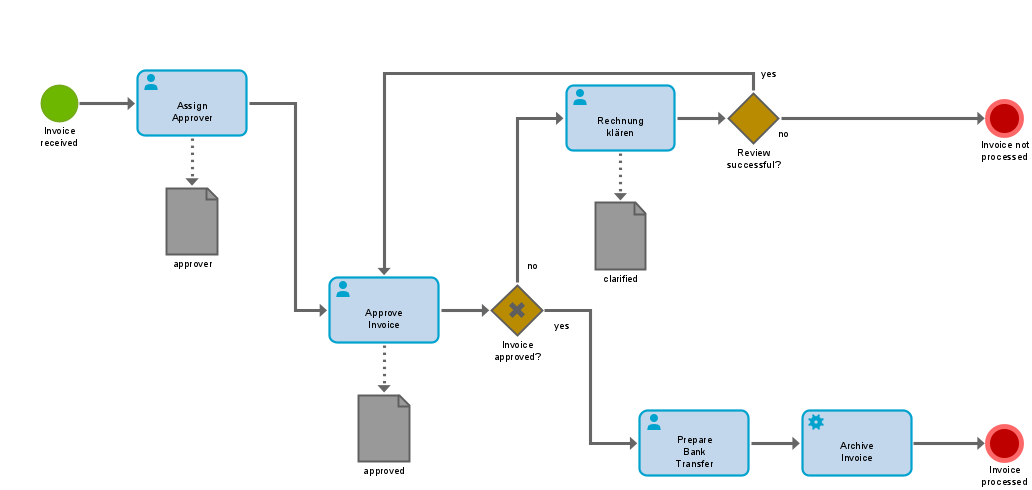 Invoice
received
Assign
Approver
approver
Approve
Invoice
approved
Invoice
approved?
no
yes
Rechnung
klären
clarified
Review
successful?
yes
no
Invoice not
processed
Prepare
Bank
Transfer
Archive
Invoice
Invoice
processed